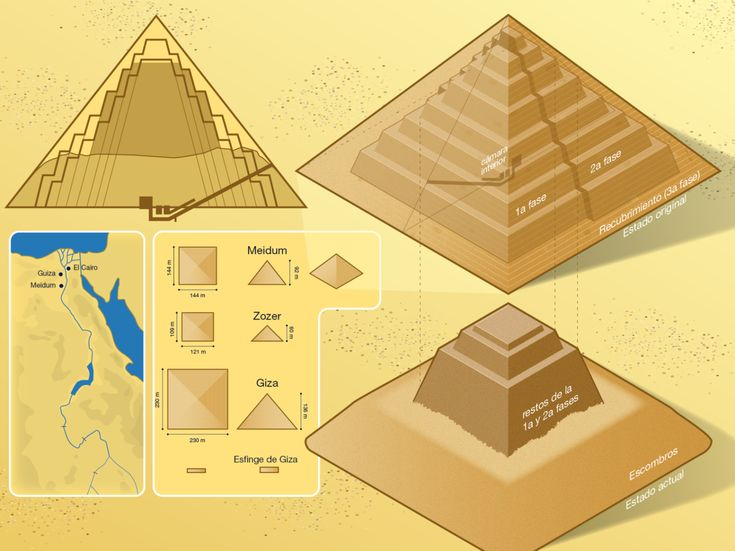 cámara
interior
1a fase
2a fase
Recubrimiento (3a fase)
Estado original
El Cairo
Guiza
Meidum
Meidum
144 m
144 m
92 m
Zozer
109 m
121 m
60 m
Giza
230 m
230 m
136 m
Esfinge de Giza
restos de la
1a y 2a fases
Escombros
Estado actual